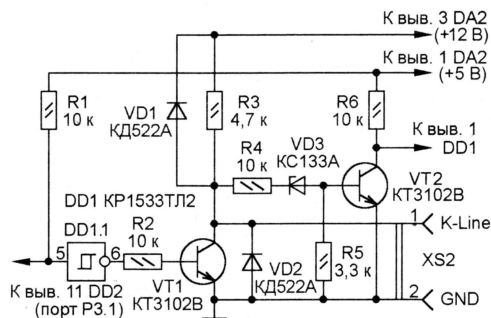 К выв. 3 DA2
(+12 В)
К выв. 1 DA2
(+5 В)
R1
10 к
VD1
КД522А
R3
4,7 к
R6
10 к
R4
10 к
VD3
КС133А
К выв. 1
DD1
VT2
КТ3102В
DD1 КР1533ТЛ2
DD1.1
R2
10 к
5
6
1
K-Line
VT1
КТ3102В
VD2
КД522А
R5
3,3 к
XS2
2
GND
К выв. 11 DD2
(порт Р3.1)